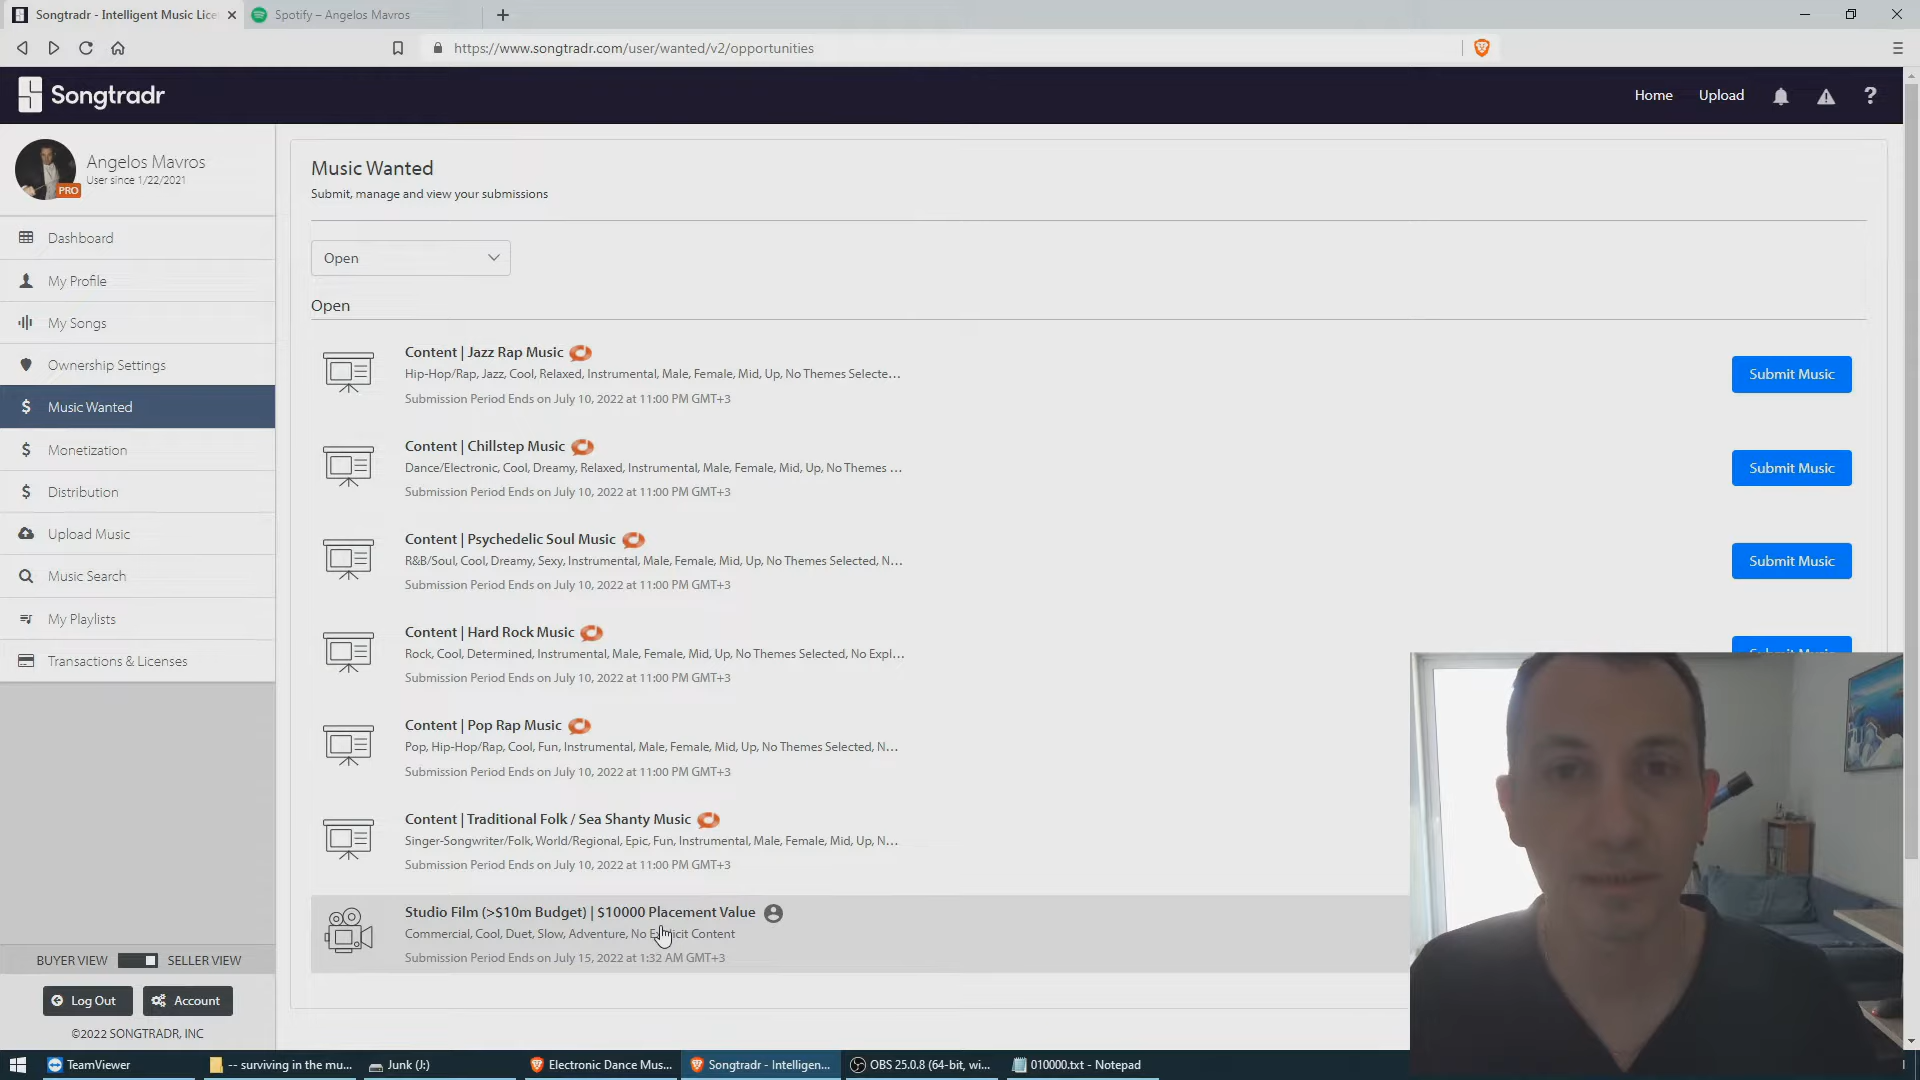 Songtradr - Intelligent Music Lice
Spotify – Angelos Mavros
https://www.songtradr.com/user/wanted/v2/opportunities
Songtradr
Home
Upload
Angelos Mavros
User since 1/22/2021
PRO
Dashboard
My Profile
My Songs
Ownership Settings
Music Wanted
Monetization
Distribution
Upload Music
Music Search
My Playlists
Transactions & Licenses
BUYER VIEW
SELLER VIEW
Log Out
Account
©2022 SONGTRADR, INC
Music Wanted
Submit, manage and view your submissions
Open
Open
Content | Jazz Rap Music
Hip-Hop/Rap, Jazz, Cool, Relaxed, Instrumental, Male, Female, Mid, Up, No Themes Selecte...
Submission Period Ends on July 10, 2022 at 11:00 PM GMT+3
Submit Music
Content | Chillstep Music
Dance/Electronic, Cool, Dreamy, Relaxed, Instrumental, Male, Female, Mid, Up, No Themes ...
Submission Period Ends on July 10, 2022 at 11:00 PM GMT+3
Submit Music
Content | Psychedelic Soul Music
R&B/Soul, Cool, Dreamy, Sexy, Instrumental, Male, Female, Mid, Up, No Themes Selected, N...
Submission Period Ends on July 10, 2022 at 11:00 PM GMT+3
Submit Music
Content | Hard Rock Music
Rock, Cool, Determined, Instrumental, Male, Female, Mid, Up, No Themes Selected, No Expl...
Submission Period Ends on July 10, 2022 at 11:00 PM GMT+3
Content | Pop Rap Music
Pop, Hip-Hop/Rap, Cool, Fun, Instrumental, Male, Female, Mid, Up, No Themes Selected, N...
Submission Period Ends on July 10, 2022 at 11:00 PM GMT+3
Content | Traditional Folk / Sea Shanty Music
Singer-Songwriter/Folk, World/Regional, Epic, Fun, Instrumental, Male, Female, Mid, Up, N...
Submission Period Ends on July 10, 2022 at 11:00 PM GMT+3
Studio Film (>$10m Budget) | $10000 Placement Value
Commercial, Cool, Duet, Slow, Adventure, No Explicit Content
Submission Period Ends on July 15, 2022 at 1:32 AM GMT+3
TeamViewer
-- surviving in the mu...
Junk (J:)
Electronic Dance Mus...
Songtradr - Intelligen...
OBS 25.0.8 (64-bit, wi...
010000.txt - Notepad